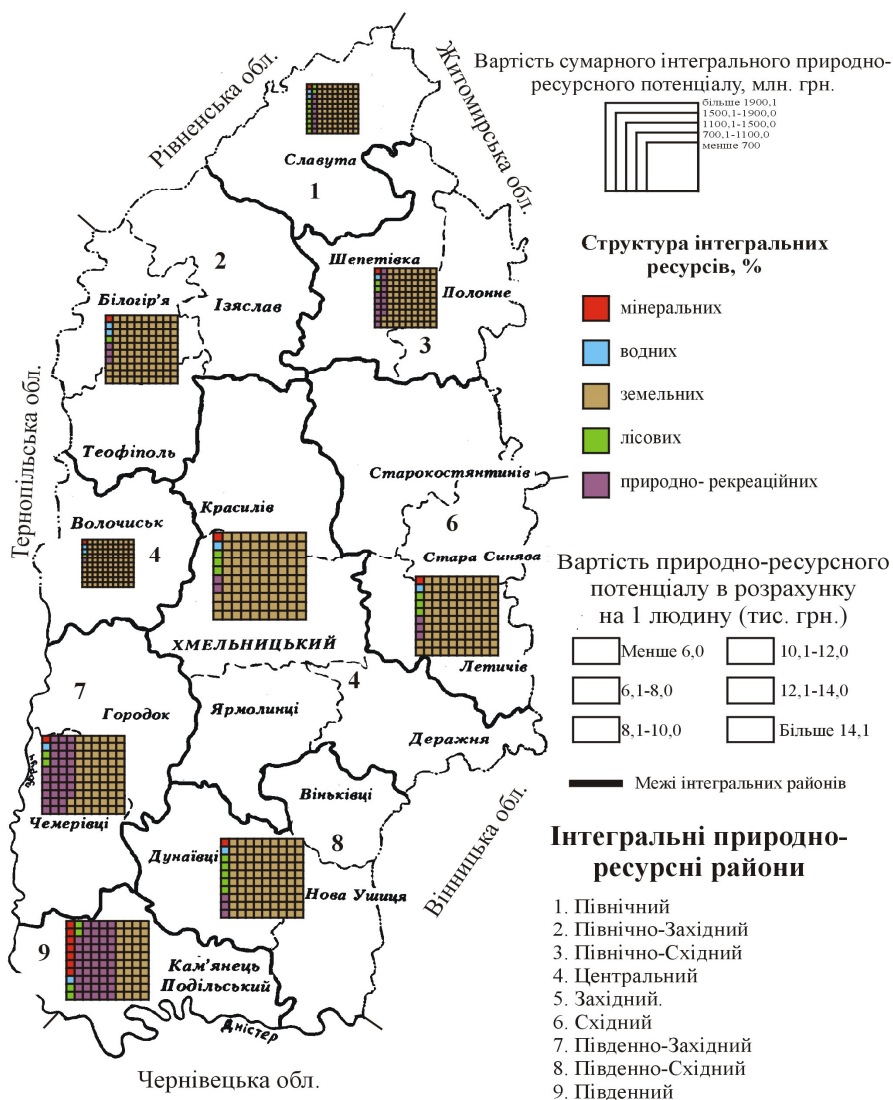 Рівненська обл.
Житомирська обл.
Тернопільська обл.
Вінницька обл.
Чернівецька обл.
Славута
1
2
Шепетівка
Полонне
3
Білогір'я
Ізяслав
Теофіполь
Волочиськ
4
Красилів
Старокостянтинів
6
Стара Синява
Летичів
ХМЕЛЬНИЦЬКИЙ
7
Городок
Ярмолинці
4
Деражня
Збруч
Чемерівці
Віньківці
Дунаївці
8
Нова Ушиця
9
Кам'янець
Подільський
Дністер
Вартість сумарного інтегрального природно-
ресурсного потенціалу, млн. грн.
більше 1900,1
1500,1-1900,0
1100,1-1500,0
700,1-1100,0
менше 700
Структура інтегральних
ресурсів, %
мінеральних
водних
земельних
лісових
природно- рекреаційних
Вартість природно-ресурсного
потенціалу в розрахунку
на 1 людину (тис. грн.)
Менше 6,0
10,1-12,0
6,1-8,0
12,1-14,0
8,1-10,0
Більше 14,1
Межі інтегральних районів
Інтегральні природно-
ресурсні райони
1. Північний
2. Північно-Західний
3. Північно-Східний
4. Центральний
5. Західний.
6. Східний
7. Південно-Західний
8. Південно-Східний
9. Південний